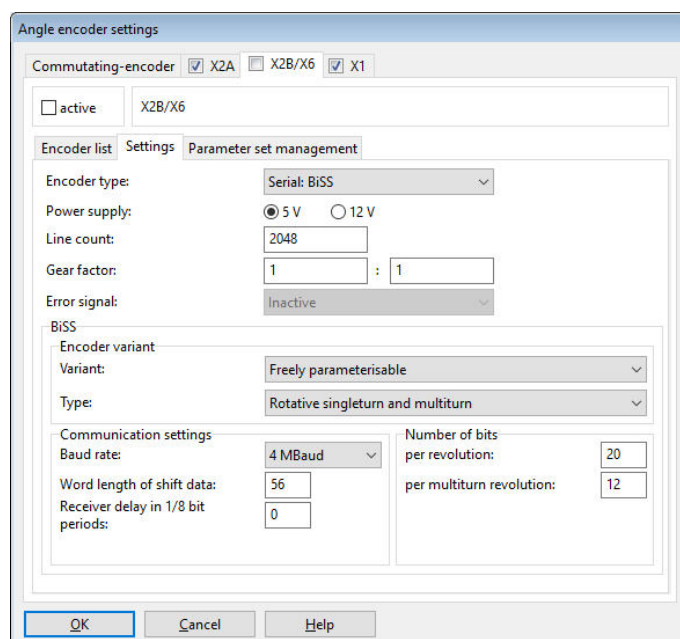 Angle encoder settings
Commutating-encoder X2A X2B/X6 X1
active X2B/X6
Encoder list Settings Parameter set management
Encoder type: Serial: BiSS
Power supply: 5 V 12 V
Line count: 2048
Gear factor: 1 : 1
Error signal: Inactive
BiSS
Encoder variant
Variant: Freely parameterisable
Type: Rotative singleturn and multiturn
Communication settings Number of bits
Baud rate: 4 MBaud per revolution: 20
Word length of shift data: 56 per multiturn revolution: 12
Receiver delay in 1/8 bit
periods: 0
OK Cancel Help